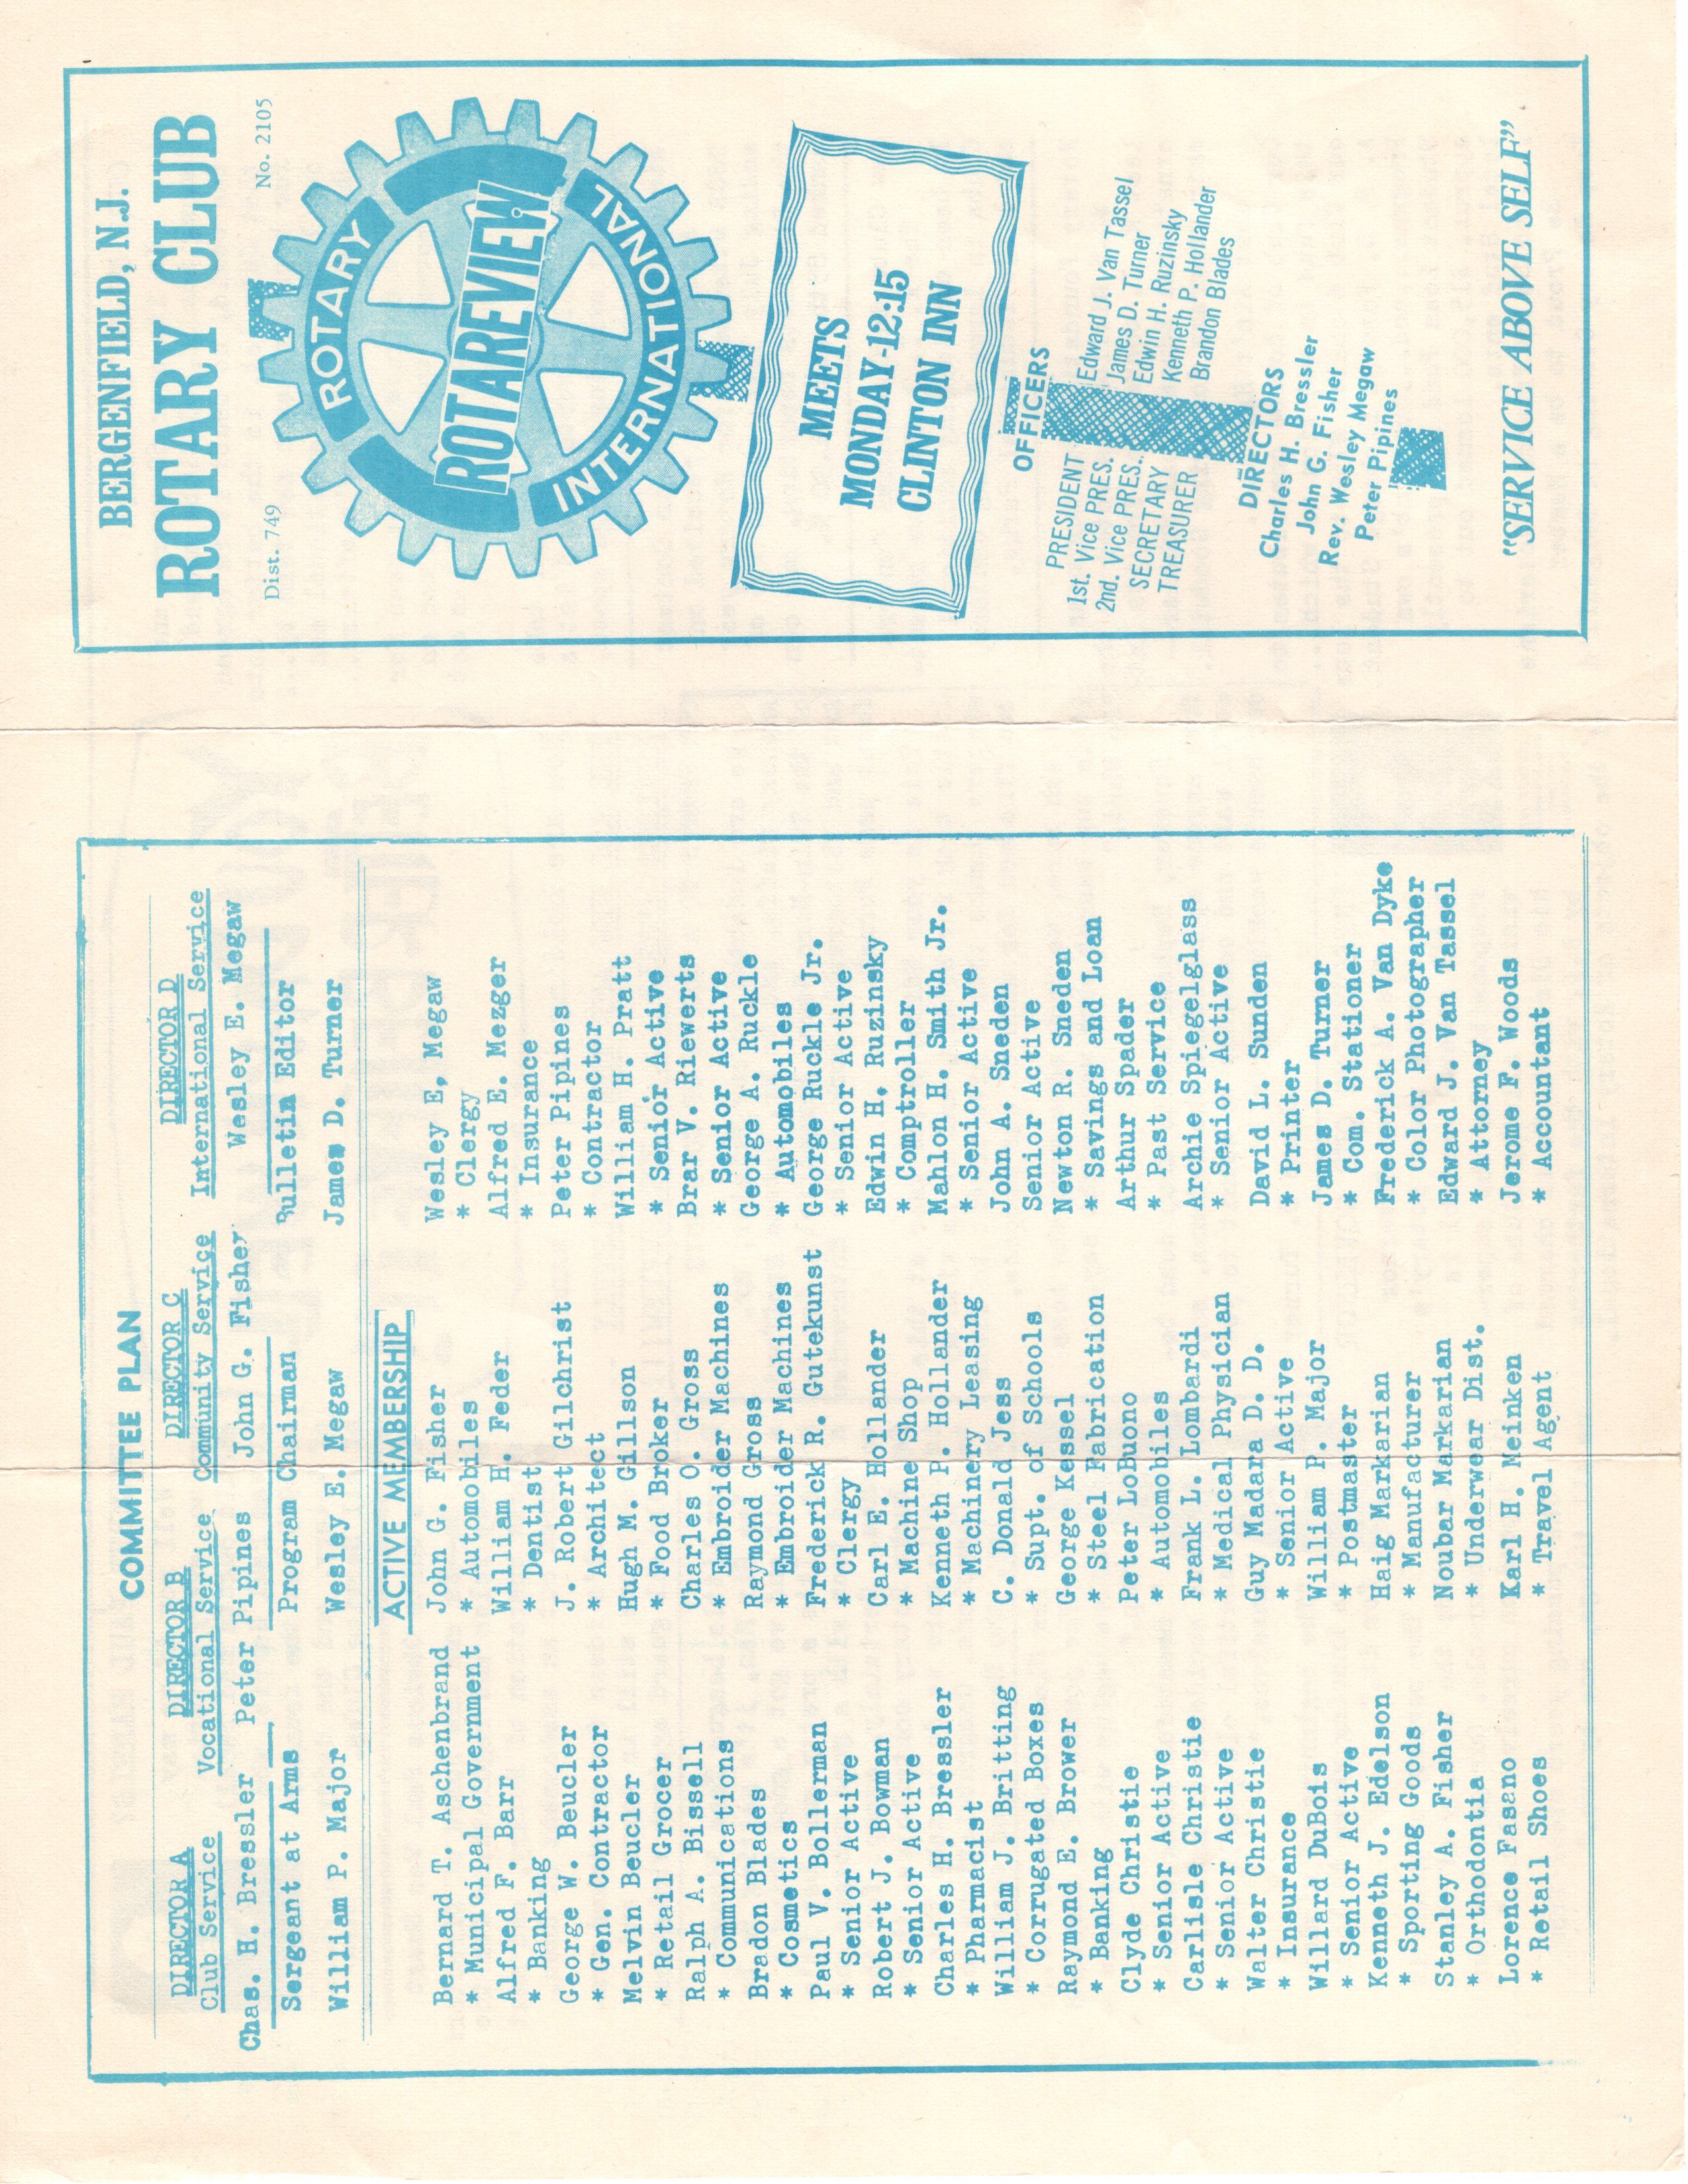 COMMITTEE PLAN
DIRECTOR A DIRECTOR B DIRECTOR C DIRECTOR D
Club Service Vocational Service Community Service International Service
Chas. H. Bressler Peter Pipines John G. Fisher Wesley E. Megaw
Sergeant at Arms Program Chairman Bulletin Editor
William P. Major Wesley E. Megaw James D. Turner
ACTIVE MEMBERSHIP
Bernard T. Aschenbrand
* Municipal Government
Alfred F. Barr
* Banking
George W. Beucler
* Gen. Contractor
Melvin Beucler
* Retail Grocer
Ralph A. Bissell
* Communications
Bradon Blades
* Cosmetics
Paul V. Bollerman
* Senior Active
Robert J. Bowman
* Senior Active
Charles H. Bressler
* Pharmacist
William J. Britting
* Corrugated Boxes
Raymond E. Brower
* Banking
Clyde Christie
* Senior Active
Carlisle Christie
* Senior Active
Walter Christie
* Insurance
Willard DuBois
* Senior Active
Kenneth J. Edelson
* Sporting Goods
Stanley A. Fisher
* Orthodontia
Lorence Fasano
* Retail Shoes
John G. Fisher
* Automobiles
William H. Feder
* Dentist
J. Robert Gilchrist
* Architect
Hugh M. Gillson
* Food Broker
Charles O. Gross
* Embroider Machines
Raymond Gross
* Embroider Machines
Frederick R. Gutekunst
* Clergy
Carl E. Hollander
* Machine Shop
Kenneth P. Hollander
* Machinery Leasing
C. Donald Jess
* Supt. of Schools
George Kessel
* Steel Fabrication
Peter LoBuono
* Automobiles
Frank L. Lombardi
* Medical Physician
Guy Madara D. D.
* Senior Active
William P. Major
* Postmaster
Haig Markarian
* Manufacturer
Noubar Markarian
* Underwear Dist.
Karl H. Meinken
* Travel Agent
Wesley E, Megaw
* Clergy
Alfred E. Mezger
* Insurance
Peter Pipines
* Contractor
William H. Pratt
* Senior Active
Brar V. Riewerts
* Senior Active
George A. Ruckle
* Automobiles
George Ruckle Jr.
* Senior Active
Edwin H. Ruzinsky
* Comptroller
Mahlon H. Smith Jr.
* Senior Active
John A. Sneden
Senior Active
Newton R. Sneden
* Savings and Loan
Arthur Spader
* Past Service
Archie Spiegelglass
* Senior Active
David L. Sunden
* Printer
James D. Turner
* Com. Stationer
Frederick A. Van Dyke
* Color Photographer
Edward J. Van Tassel
* Attorney
Jerome F. Woods
* Accountant
BERGENFIELD, N.J.
ROTARY CLUB
Dist. 749 No. 2105
ROTARY
ROTAREVIEW
INTERNATIONAL
MEETS
MONDAY-12:15
CLINTON INN
OFFICERS
PRESIDENT Edward J. Van Tassel
1st. Vice PRES. James D. Turner
2nd. Vice PRES. Edwin H. Ruzinsky
SECRETARY Kenneth P. Hollander
TREASURER Brandon Blades
DIRECTORS
Charles H. Bressler
John G. Fisher
Rev. Wesley Megaw
Peter Pipines
"SERVICE ABOVE SELF"